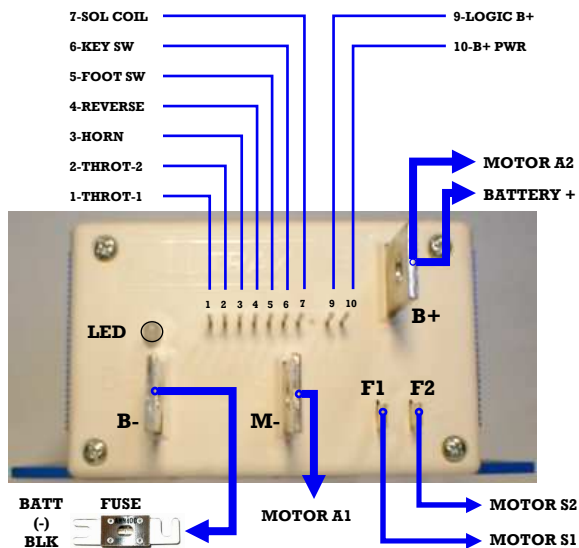 7-SOL COIL
6-KEY SW
5-FOOT SW
4-REVERSE
3-HORN
2-THROT-2
1-THROT-1
9-LOGIC B+
10-B+ PWR
MOTOR A2
BATTERY +
1 2 3 4 5 6 7 9 10
LED
B+
B-
M-
F1 F2
BATT
(-)
BLK
FUSE
MOTOR A1
MOTOR S2
MOTOR S1